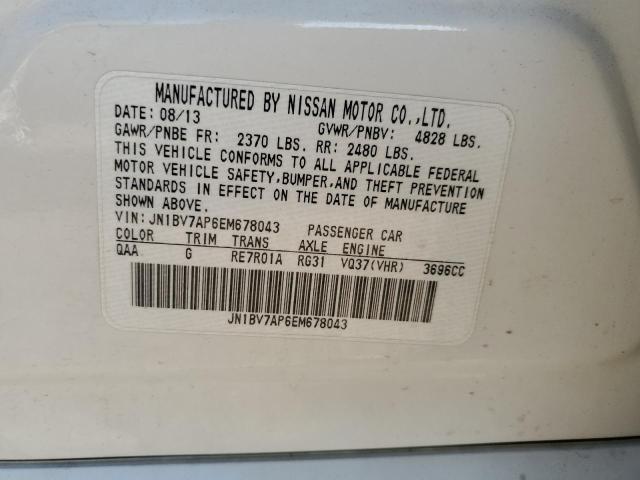 MANUFACTURED BY NISSAN MOTOR CO.,LTD.
DATE: 08/13 GVWR/PNBV: 4828 LBS.
GAWR/PNBE FR: 2370 LBS. RR: 2480 LBS.
THIS VEHICLE CONFORMS TO ALL APPLICABLE FEDERAL
MOTOR VEHICLE SAFETY,BUMPER,AND THEFT PREVENTION
STANDARDS IN EFFECT ON THE DATE OF MANUFACTURE
SHOWN ABOVE.
VIN:JN1BV7AP6EM678043 PASSENGER CAR
COLOR TRIM TRANS AXLE ENGINE
QAA G RE7R01A RG31 VQ37(VHR) 3696CC
JN1BV7AP6EM678043